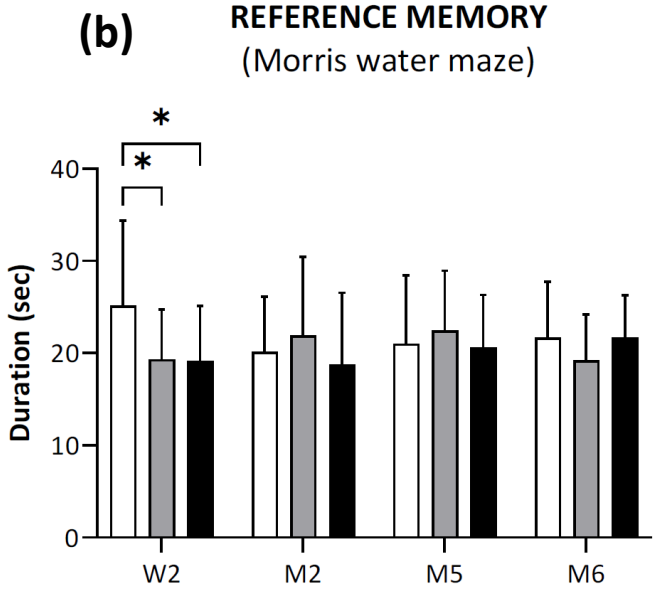 (b)
REFERENCE MEMORY
(Morris water maze)
*
*
40
30
20
10
0
Duration (sec)
W2 M2 M5 M6